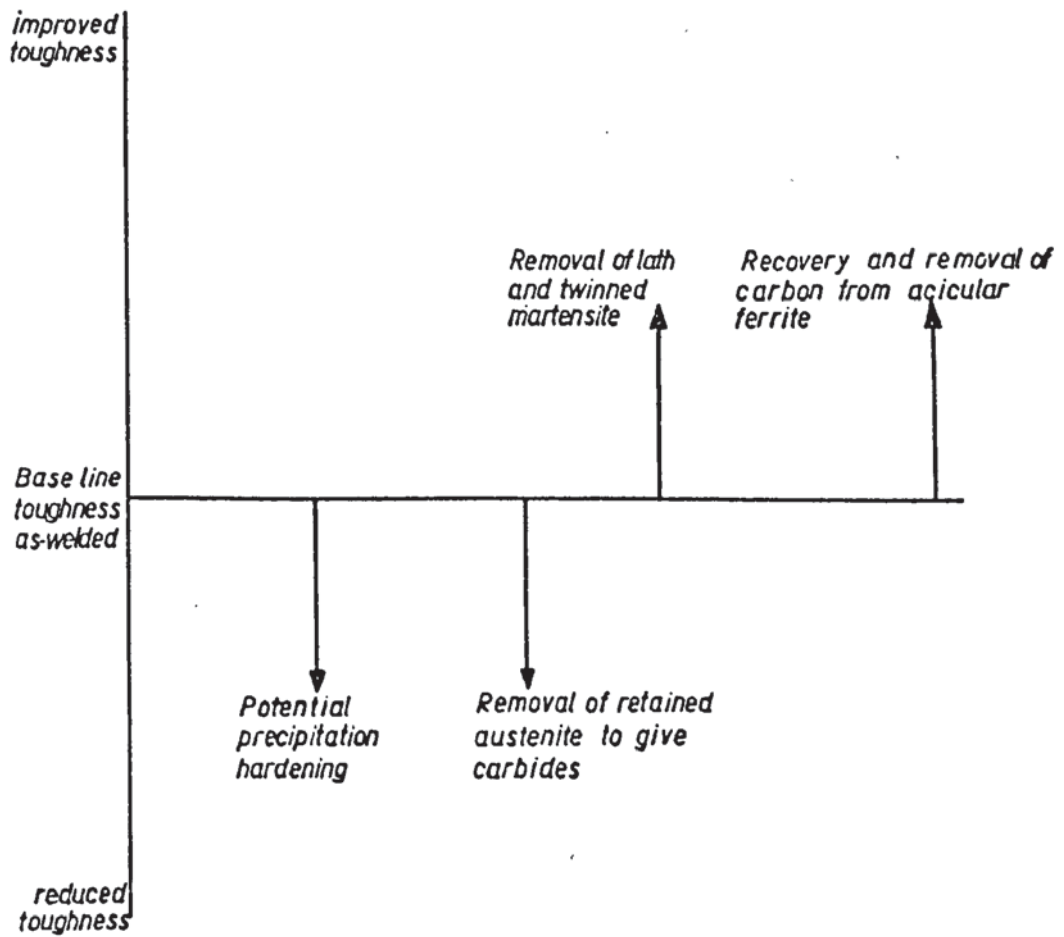 improved
toughness
Removal of lath
and twinned
martensite
Recovery and removal of
carbon from acicular
ferrite
Base line
toughness
as-welded
Potential
precipitation
hardening
Removal of retained
austenite to give
carbides
reduced
toughness